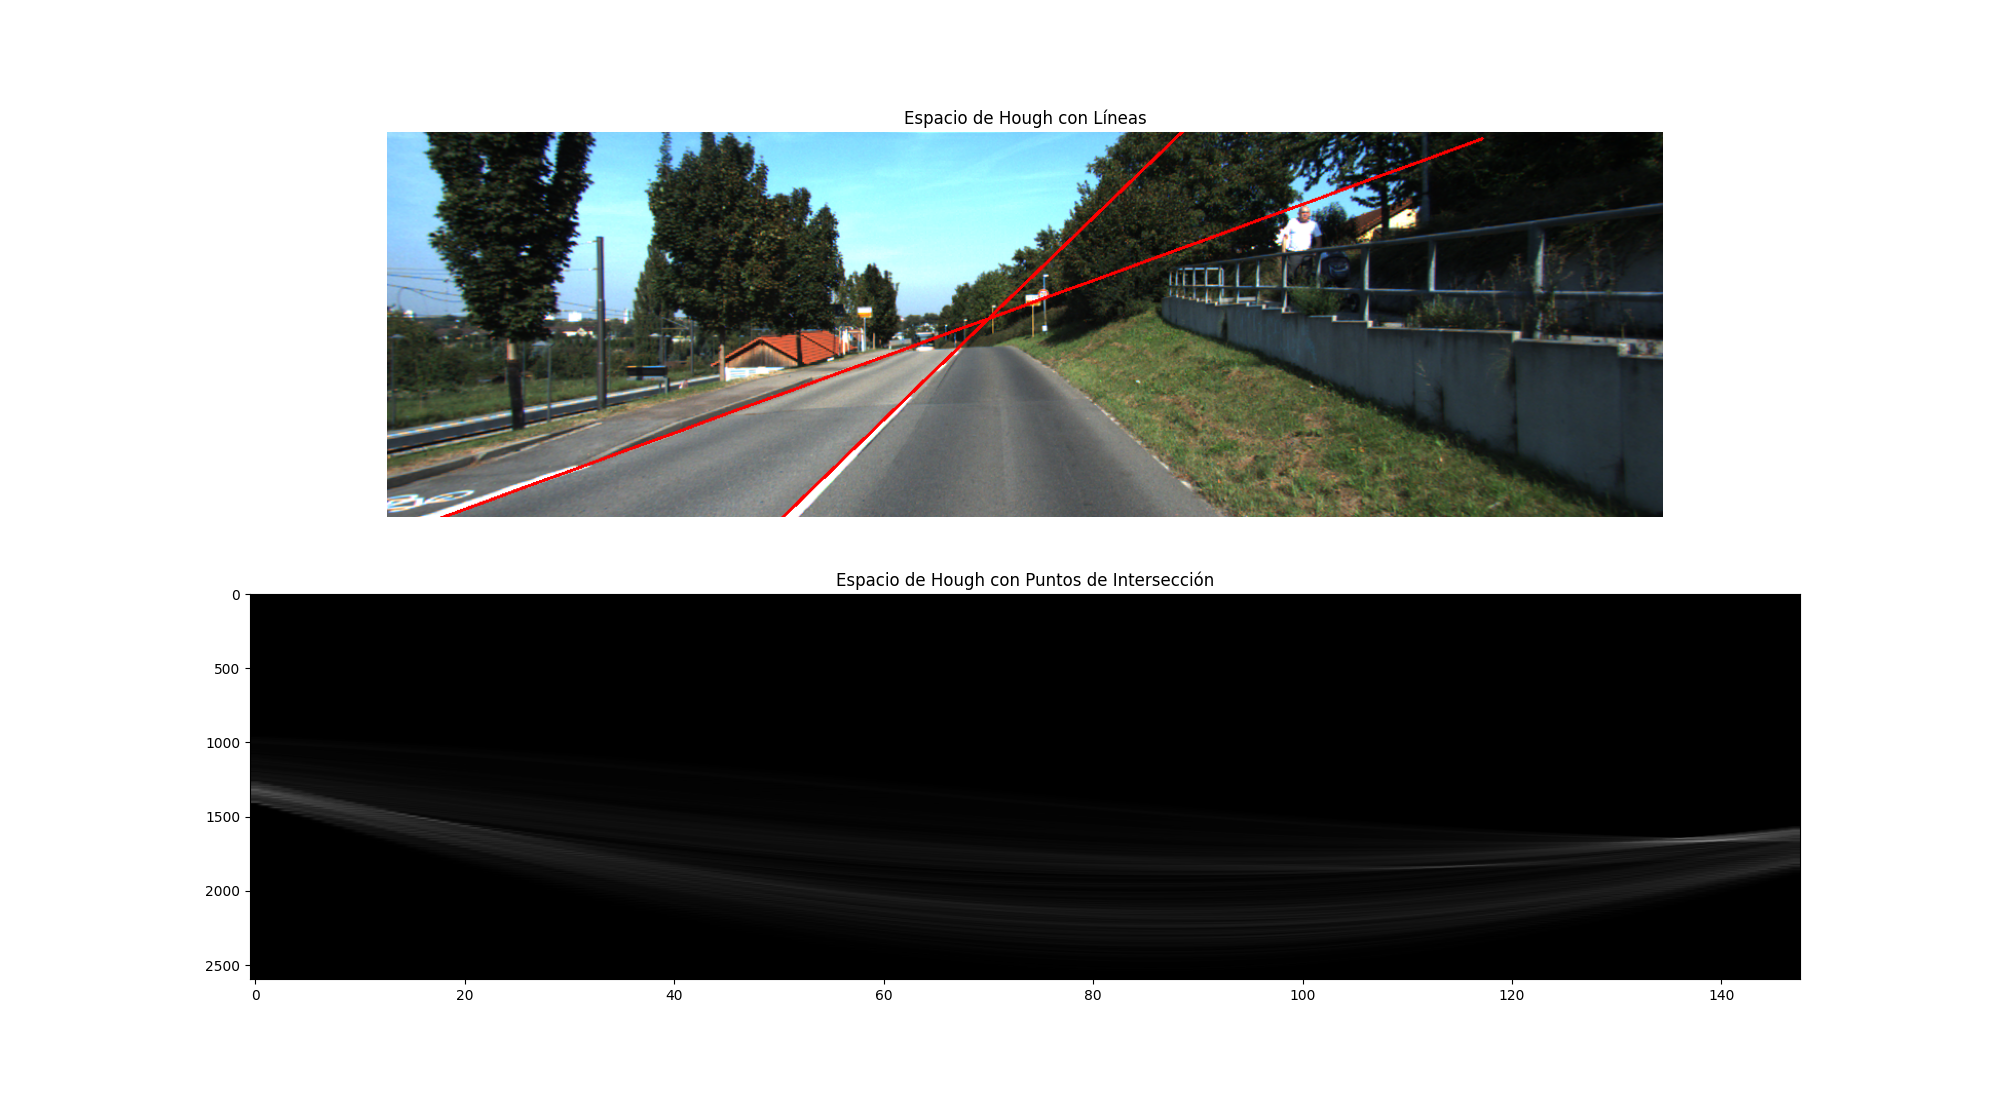 Espacio de Hough con Líneas
Espacio de Hough con Puntos de Intersección
0
500
1000
1500
2000
2500
0 20 40 60 80 100 120 140